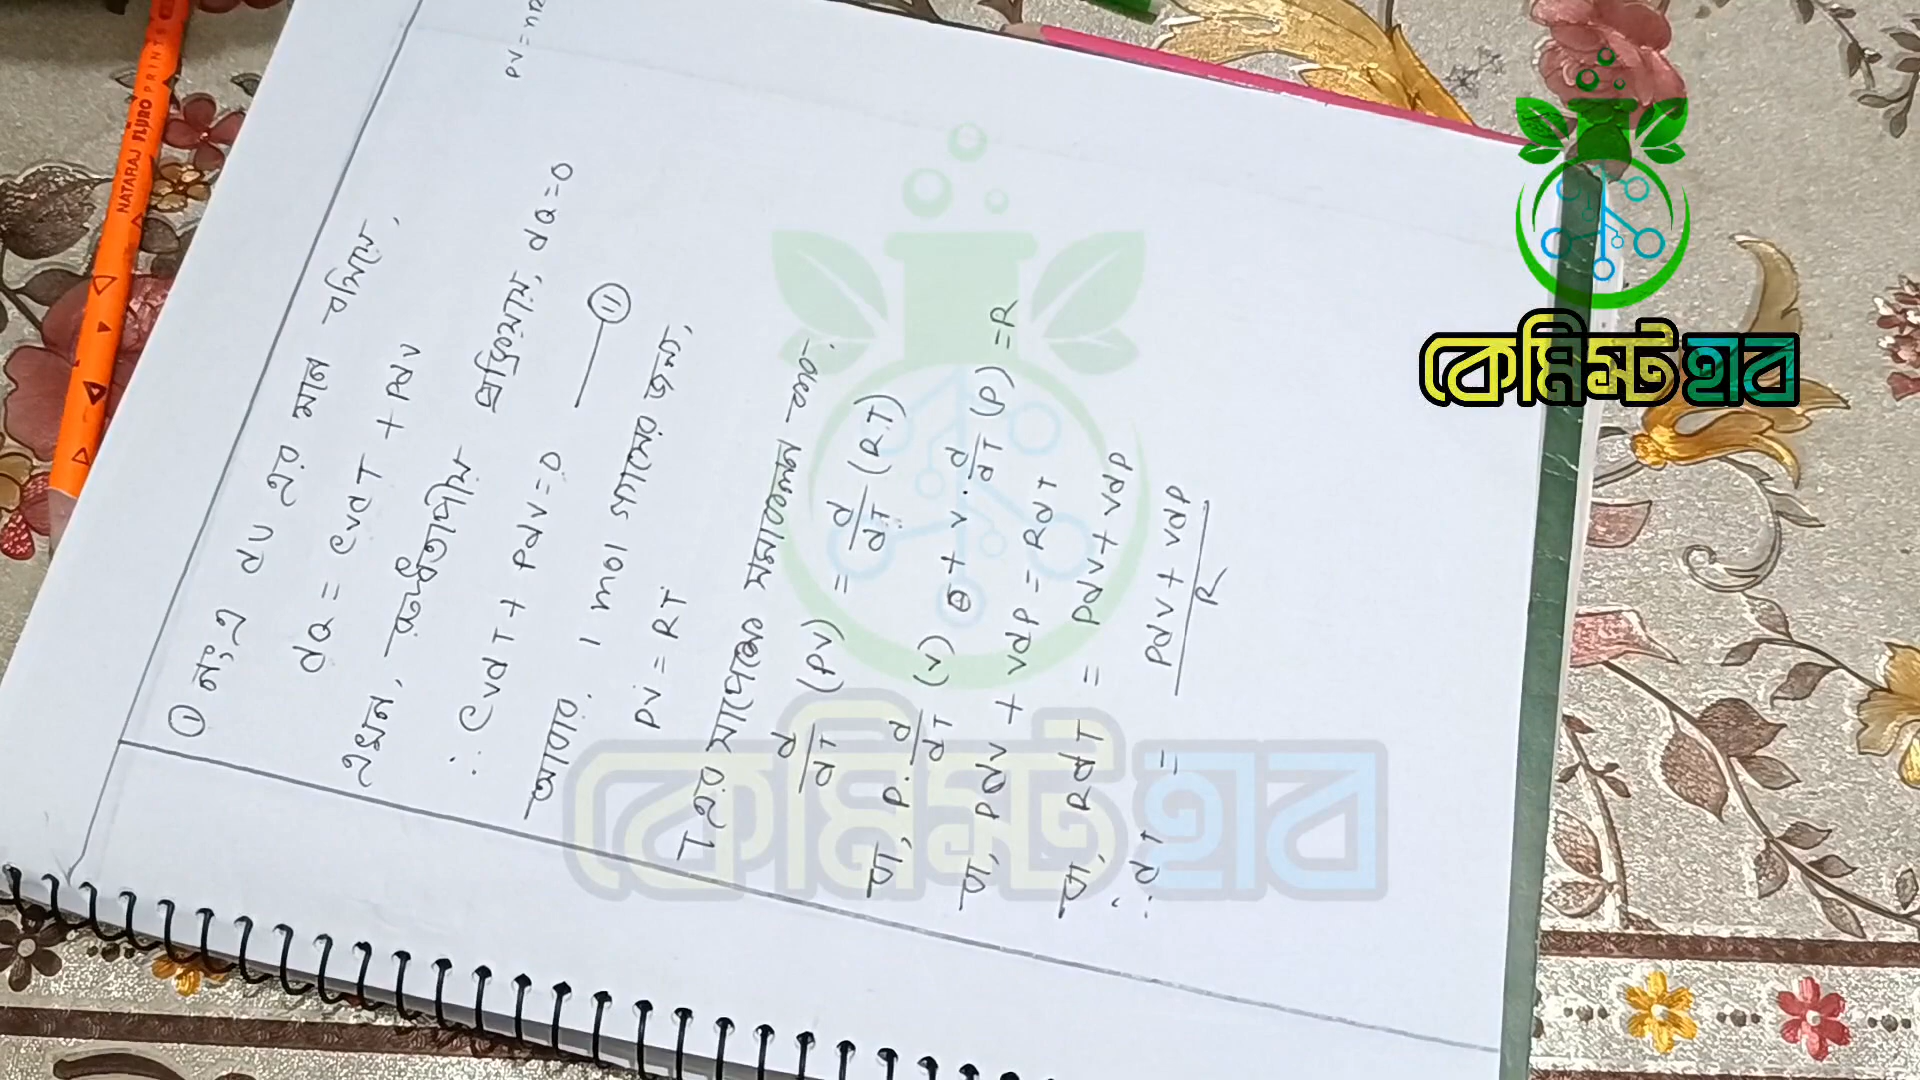 ① নং এ dU এর মান বসিয়ে,
dQ = CvdT + Pdv
এখন, রুদ্ধতাপীয় প্রক্রিয়ায়, dQ=0
∴ CvdT + Pdv = 0 —— ⑪
আবার, 1 mol গ্যাসের জন্য,
PV = RT
PV = nR
T এর সাপেক্ষে সমাকলন করে,
d/dT (PV) = d/dT (RT)
বা, P. d/dT (V) + V. d/dT (P) = R
বা, Pdv + vdP = RdT
বা, RdT = Pdv + vdP
∴ dT = Pdv + vdP / R
কেমিস্ট হাব
কেমিস্ট হাব
NATARAJ FLURO PRINT